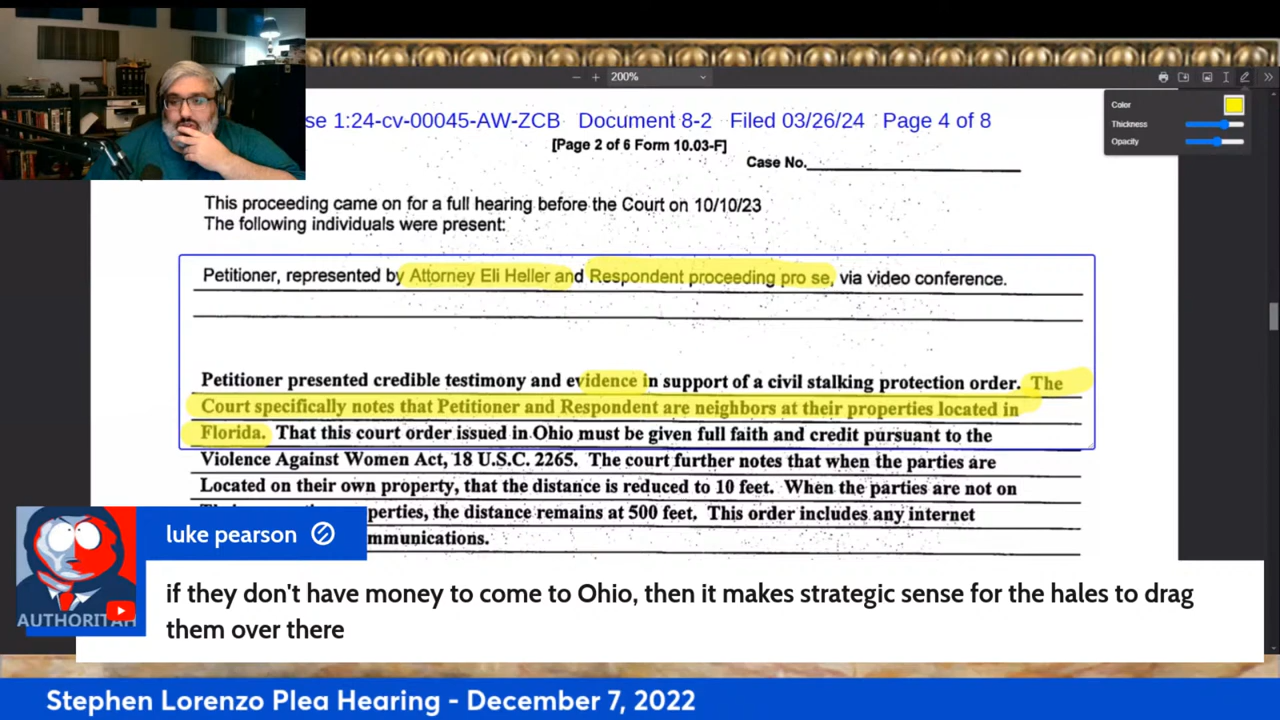 200%
Color
Thickness
Opacity
se 1:24-cv-00045-AW-ZCB Document 8-2 Filed 03/26/24 Page 4 of 8
[Page 2 of 6 Form 10.03-F]
Case No.
This proceeding came on for a full hearing before the Court on 10/10/23
The following individuals were present:
Petitioner, represented by Attorney Eli Heller and Respondent proceeding pro se, via video conference.
Petitioner presented credible testimony and evidence in support of a civil stalking protection order. The
Court specifically notes that Petitioner and Respondent are neighbors at their properties located in
Florida. That this court order issued in Ohio must be given full faith and credit pursuant to the
Violence Against Women Act, 18 U.S.C. 2265. The court further notes that when the parties are
Located on their own property, that the distance is reduced to 10 feet. When the parties are not on
perties, the distance remains at 500 feet. This order includes any internet
mmunications.
luke pearson
AUTHORITAH
if they don't have money to come to Ohio, then it makes strategic sense for the hales to drag
them over there
Stephen Lorenzo Plea Hearing - December 7, 2022